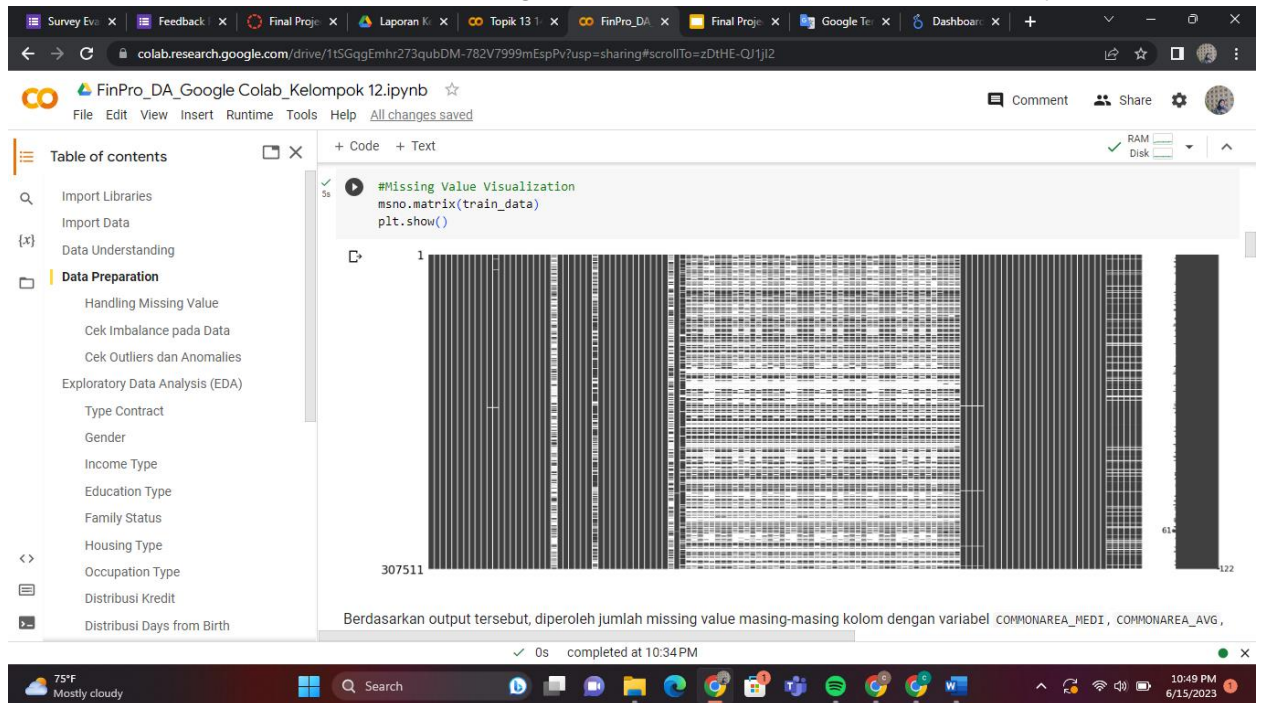 Survey Eva
Feedback
Final Proje
Laporan Ke
Topik 13 1
FinPro_DA
Final Proje
Google Ter
Dashboard
colab.research.google.com/drive/1tSGqgEmhr273qubDM-782V7999mEspPv?usp=sharing#scrollTo=zDtHE-QJ1jI2
FinPro_DA_Google Colab_Kelompok 12.ipynb
File Edit View Insert Runtime Tools Help All changes saved
Comment Share
Table of contents
+ Code + Text
RAM
Disk
Import Libraries
Import Data
Data Understanding
Data Preparation
Handling Missing Value
Cek Imbalance pada Data
Cek Outliers dan Anomalies
Exploratory Data Analysis (EDA)
Type Contract
Gender
Income Type
Education Type
Family Status
Housing Type
Occupation Type
Distribusi Kredit
Distribusi Days from Birth
5s
#Missing Value Visualization
msno.matrix(train_data)
plt.show()
1
61
307511
122
Berdasarkan output tersebut, diperoleh jumlah missing value masing-masing kolom dengan variabel COMMONAREA_MEDI, COMMONAREA_AVG,
0s completed at 10:34 PM
75°F
Mostly cloudy
Search
10:49 PM
6/15/2023
1